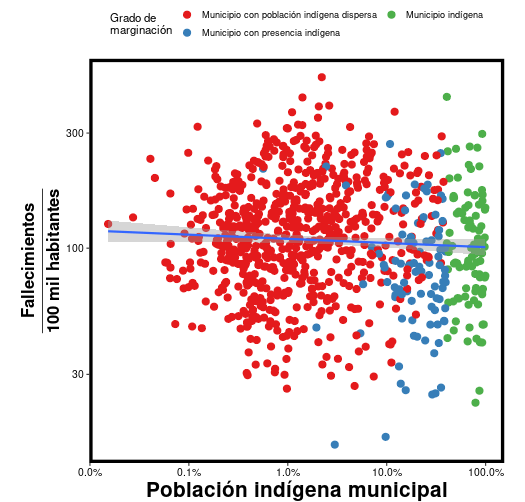 Grado de
marginación
Municipio con población indígena dispersa
Municipio indígena
Municipio con presencia indígena
Fallecimientos
100 mil habitantes
300
100
30
0.0%
0.1%
1.0%
10.0%
100.0%
Población indígena municipal